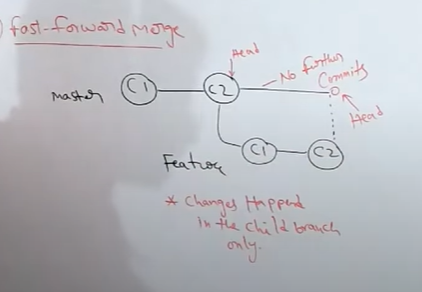 Fast-forward Merge
Head
No further
Commits
C1
C2
Master
Head
C1
C2
Feature
* Changes Happend
in the child branch
only.